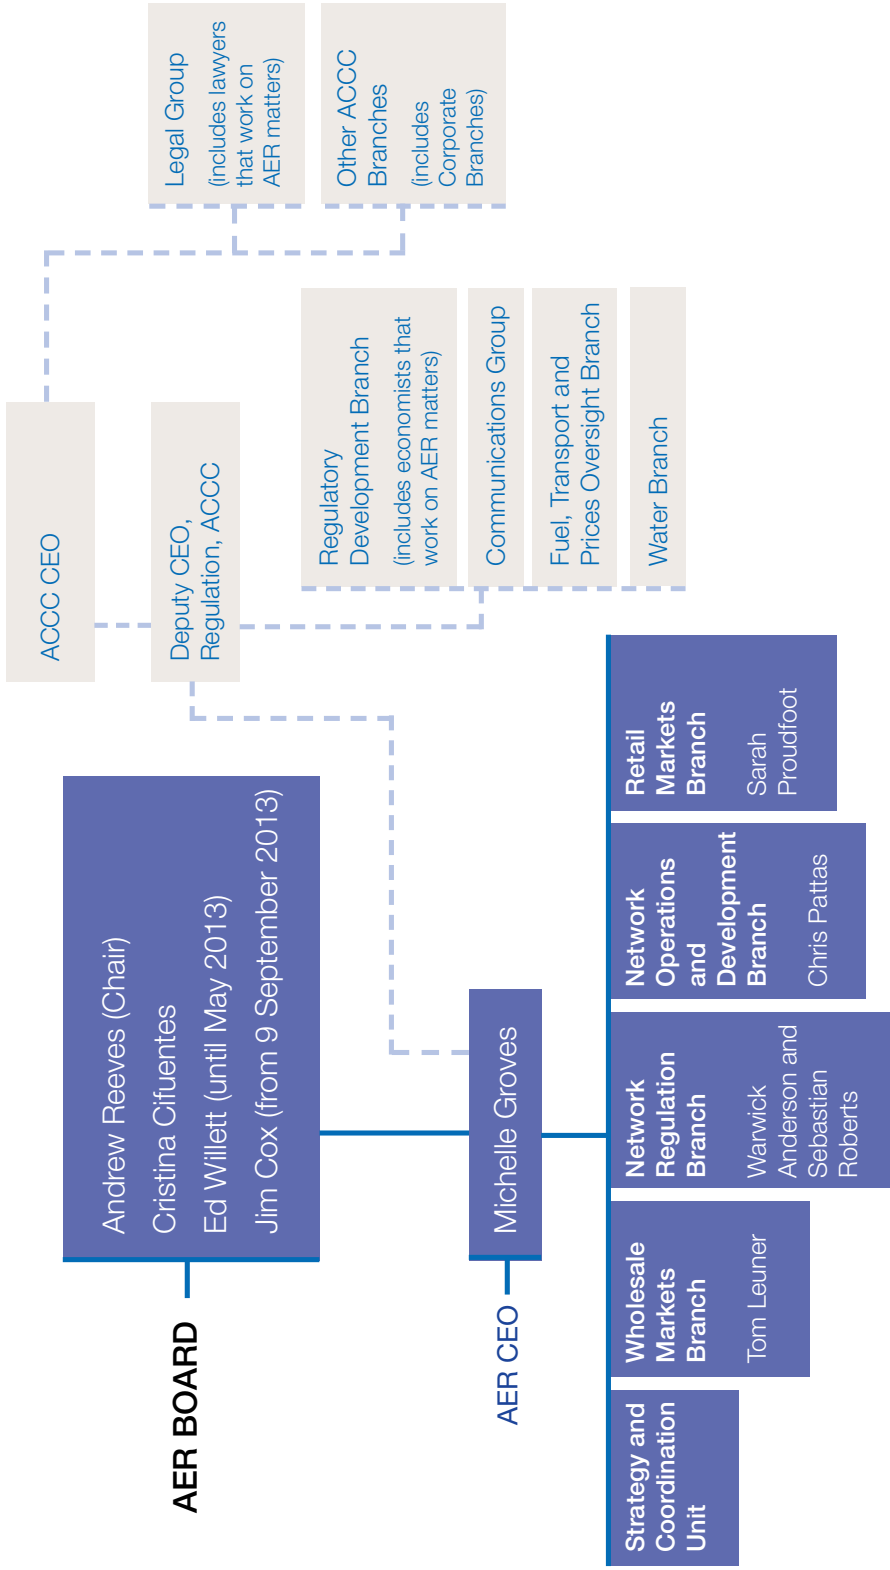 AER BOARD
Andrew Reeves (Chair)
Cristina Cifuentes
Ed Willett (until May 2013)
Jim Cox (from 9 September 2013)
ACCC CEO
Legal Group
(includes lawyers
that work on
AER matters)
Other ACCC
Branches
(includes
Corporate
Branches)
Deputy CEO,
Regulation, ACCC
Regulatory
Development Branch
(includes economists that
work on AER matters)
Communications Group
Fuel, Transport and
Prices Oversight Branch
Water Branch
AER CEO
Michelle Groves
Strategy and
Coordination
Unit
Wholesale
Markets
Branch
Tom Leuner
Network
Regulation
Branch
Warwick
Anderson and
Sebastian
Roberts
Network
Operations
and
Development
Branch
Chris Pattas
Retail
Markets
Branch
Sarah
Proudfoot